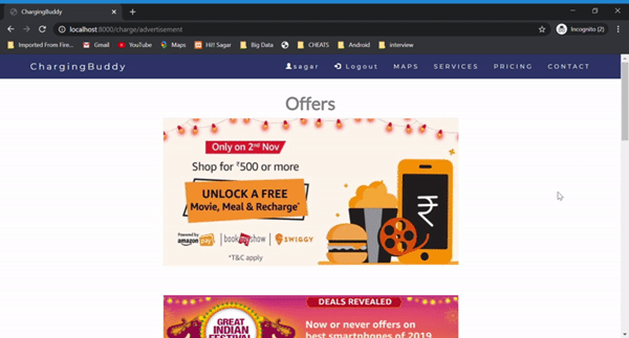 ChargingBuddy
localhost:8000/charge/advertisement
Incognito (2)
Imported From Fire...
Gmail
YouTube
Maps
Hi!! Sagar
Big Data
CHEATS
Android
interview
ChargingBuddy
sagar
Logout
MAPS
SERVICES
PRICING
CONTACT
Offers
Only on 2nd Nov
Shop for ₹500 or more
UNLOCK A FREE
Movie, Meal & Recharge*
Powered by
amazon pay
bookmyshow
SWIGGY
*T&C apply
₹
DEALS REVEALED
GREAT
INDIAN
FESTIVAL
Now or never offers on
best smartphones of 2019